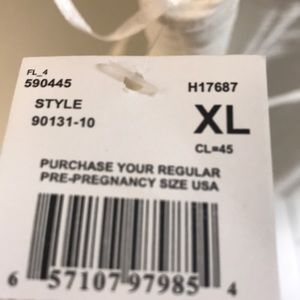 FL_4
590445
H17687
STYLE
90131-10
XL
CL=45
PURCHASE YOUR REGULAR
PRE-PREGNANCY SIZE USA
6 57107 97985 4